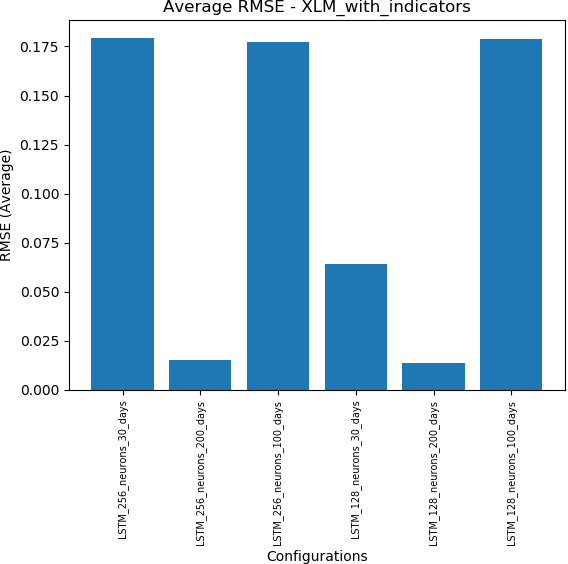 Average RMSE - XLM_with_indicators
RMSE (Average)
0.175
0.150
0.125
0.100
0.075
0.050
0.025
0.000
LSTM_256_neurons_30_days
LSTM_256_neurons_200_days
LSTM_256_neurons_100_days
LSTM_128_neurons_30_days
LSTM_128_neurons_200_days
LSTM_128_neurons_100_days
Configurations